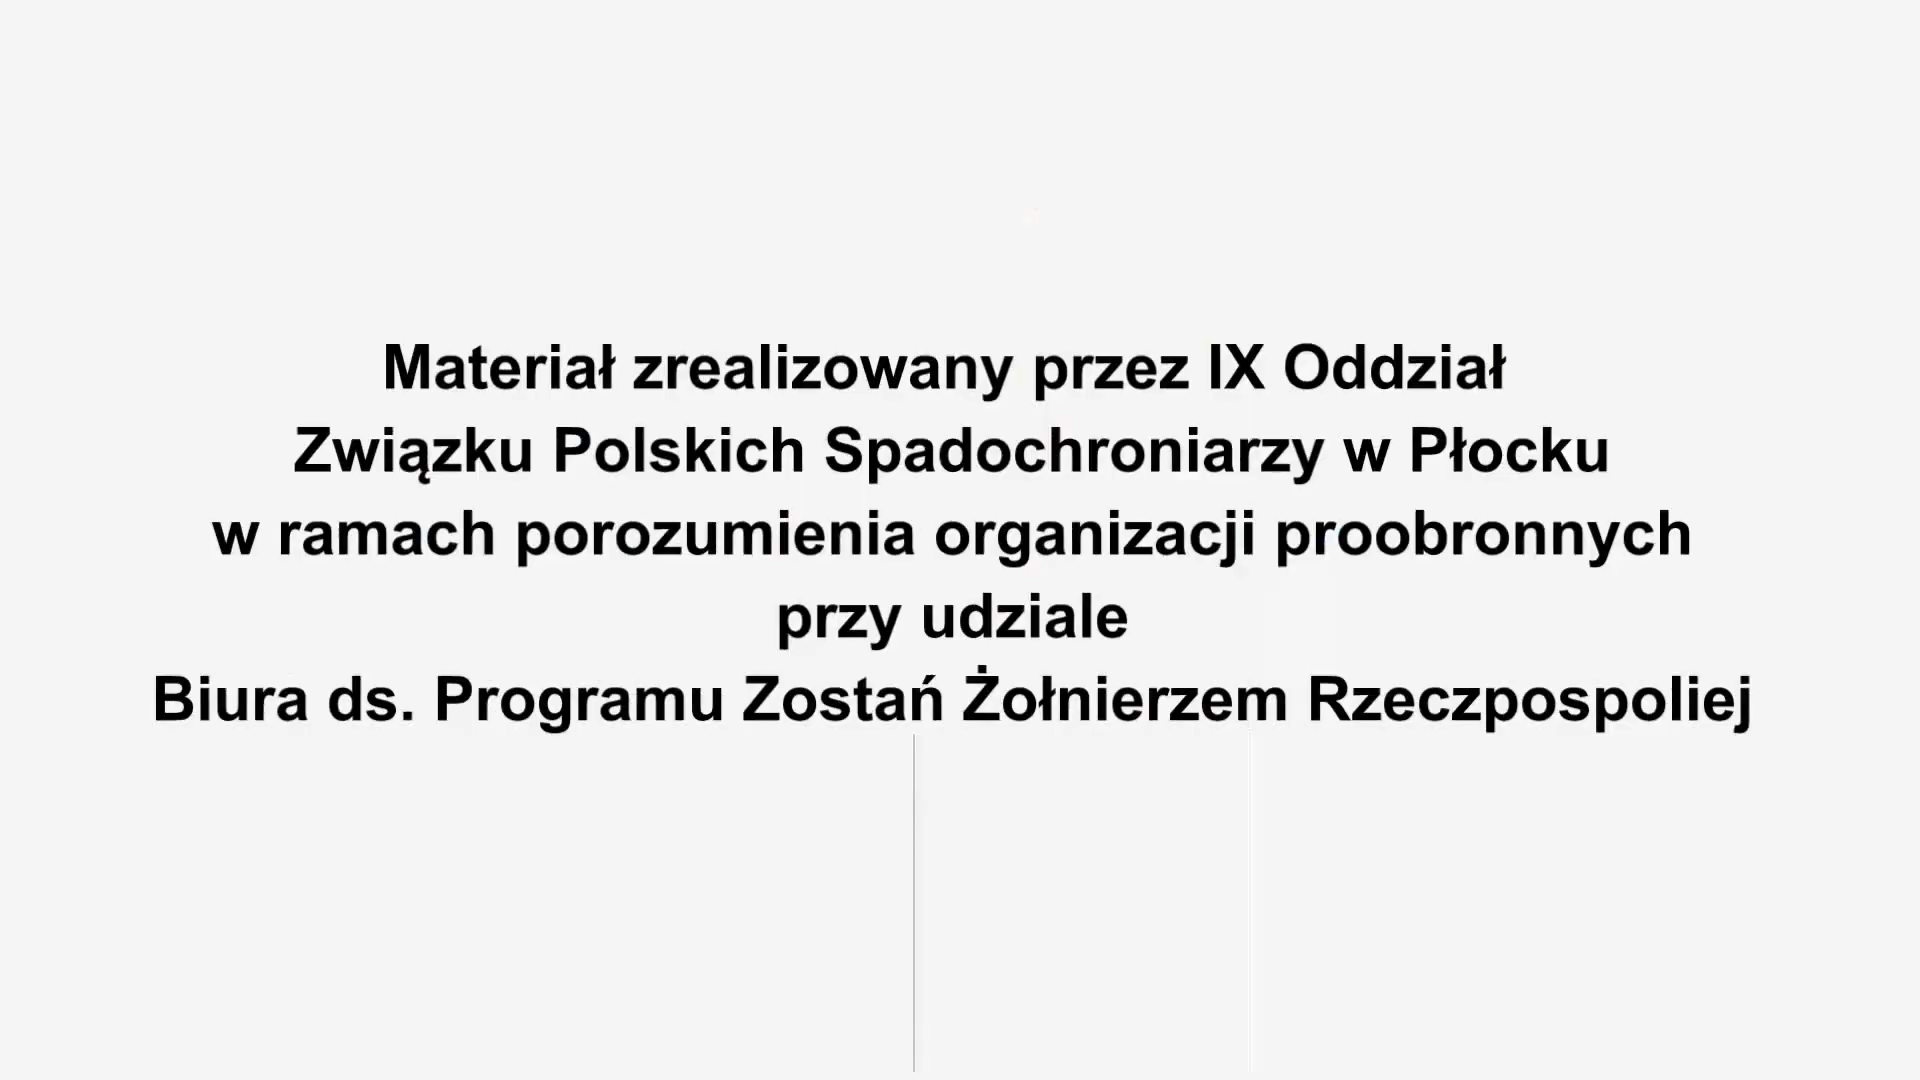 Materiał zrealizowany przez IX Oddział
Związku Polskich Spadochroniarzy w Płocku
w ramach porozumienia organizacji proobronnych
przy udziale
Biura ds. Programu Zostań Żołnierzem Rzeczpospoliej